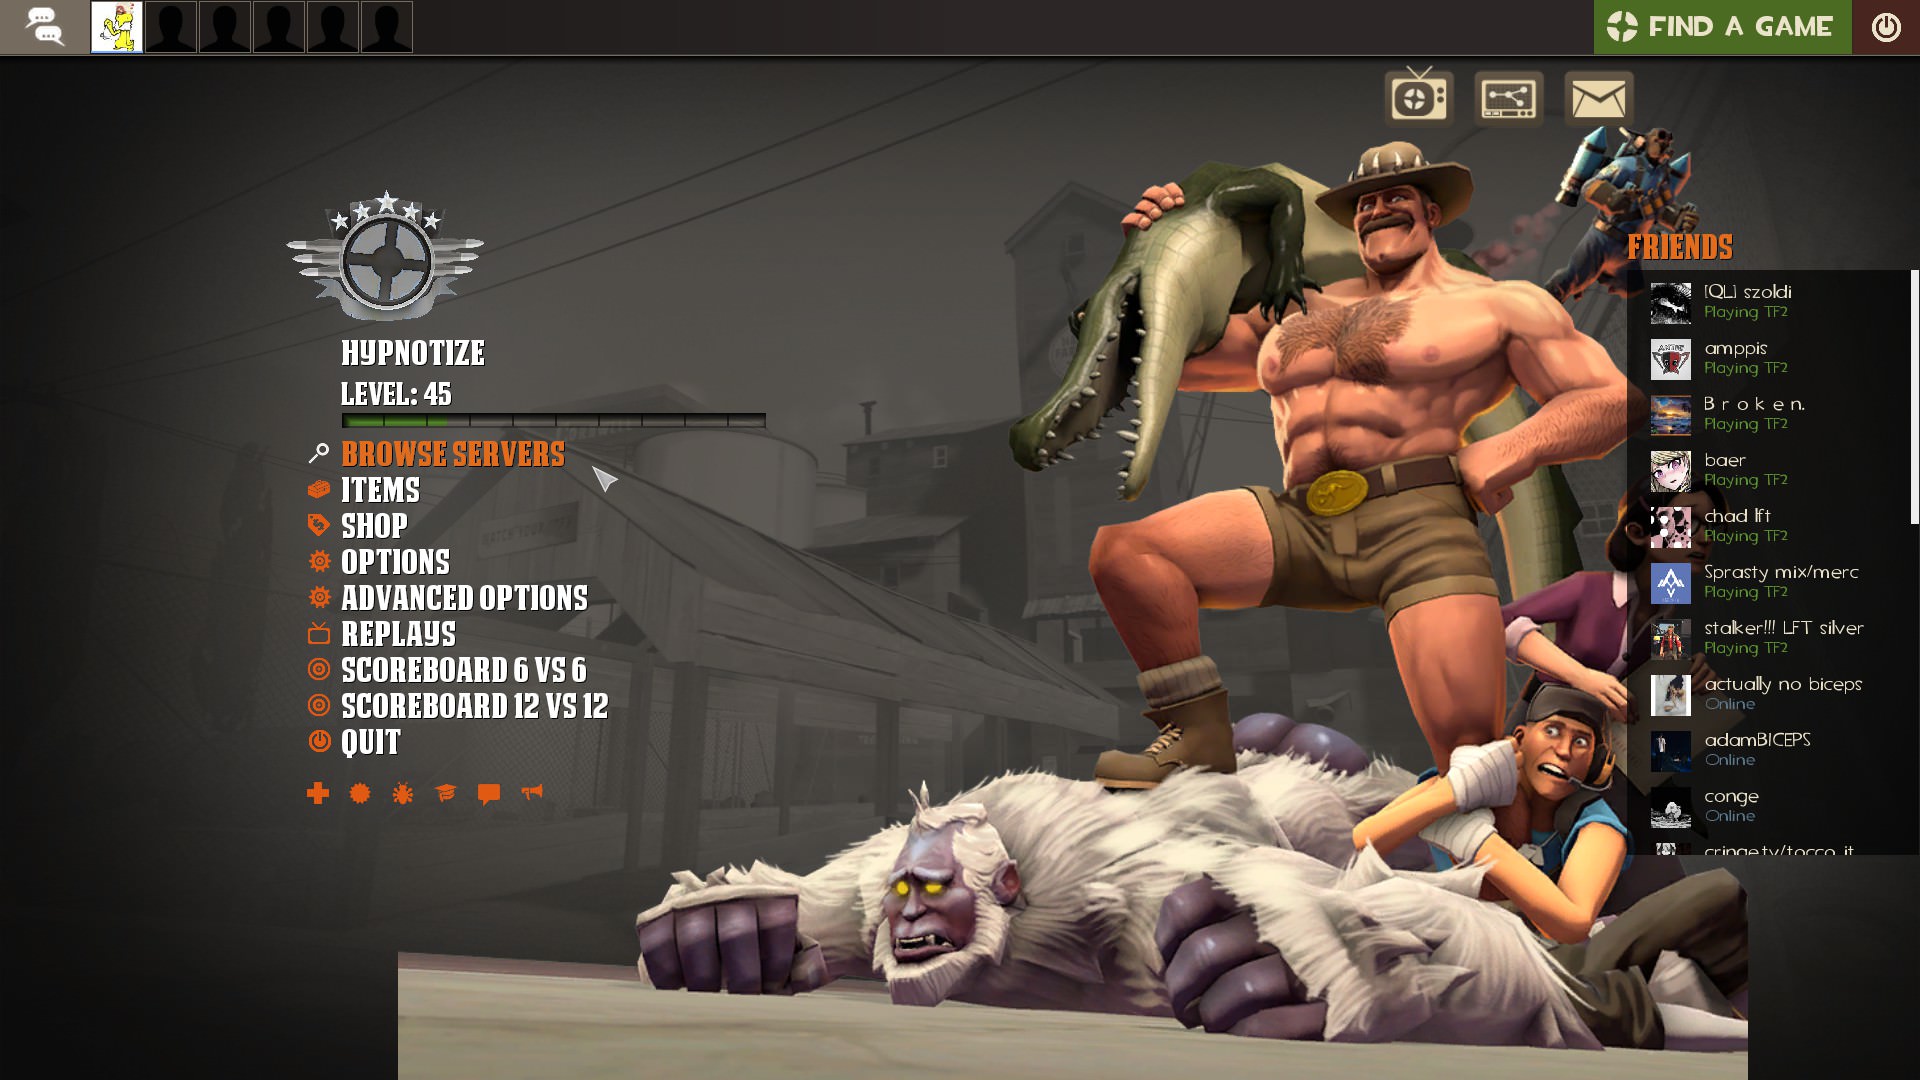 FIND A GAME
HYPNOTIZE
LEVEL: 45
BROWSE SERVERS
ITEMS
SHOP
OPTIONS
ADVANCED OPTIONS
REPLAYS
SCOREBOARD 6 VS 6
SCOREBOARD 12 VS 12
QUIT
FRIENDS
[QL] szoldi
Playing TF2
amppis
Playing TF2
B r o k e n.
Playing TF2
baer
Playing TF2
chad lft
Playing TF2
Sprasty mix/merc
Playing TF2
stalker!!! LFT silver
Playing TF2
actually no biceps
Online
adamBICEPS
Online
conge
Online
cringe.tv/tocco_it